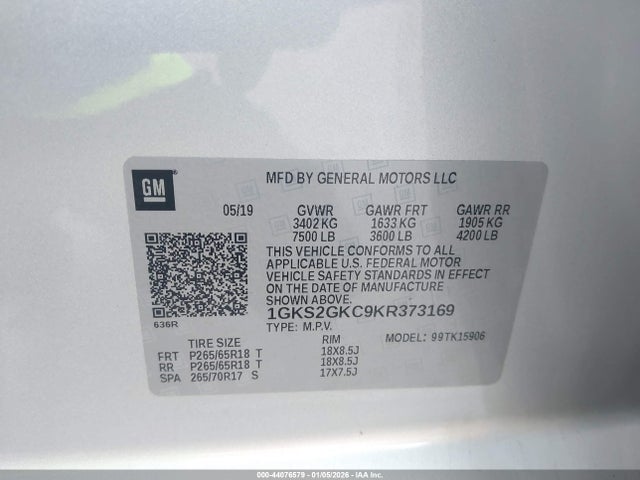 GM
MFD BY GENERAL MOTORS LLC
05/19 GVWR GAWR FRT GAWR RR
3402 KG 1633 KG 1905 KG
7500 LB 3600 LB 4200 LB
THIS VEHICLE CONFORMS TO ALL
APPLICABLE U.S. FEDERAL MOTOR
VEHICLE SAFETY STANDARDS IN EFFECT
ON THE DATE OF MANUFACTURE
SHOWN ABOVE.
636R
1GKS2GKC9KR373169
TYPE: M.P.V. MODEL: 99TK15906
TIRE SIZE RIM
FRT P265/65R18 T 18X8.5J
RR P265/65R18 T 18X8.5J
SPA 265/70R17 S 17X7.5J
000-44076579 | 01/05/2026 - IAA Inc.